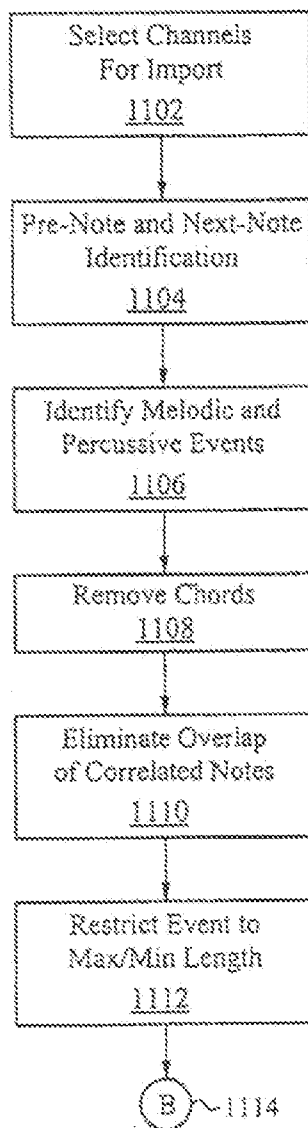 Select Channels
For Import
1102
Pre-Note and Next-Note
Identification
1104
Identify Melodic and
Percussive Events
1106
Remove Chords
1108
Eliminate Overlap
of Correlated Notes
1110
Restrict Event to
Max/Min Length
1112
B 1114